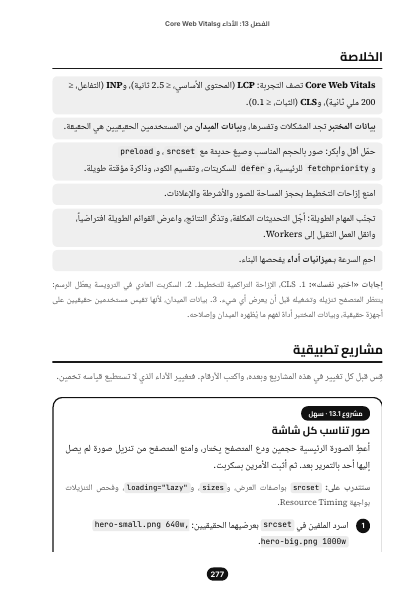 الفصل 13: الأداء وCore Web Vitals
الخلاصة
Core Web Vitals تصف التجربة: LCP (المحتوى الأساسي، ≤ 2.5 ثانية)، وINP (التفاعل، ≤
200 ملي ثانية)، وCLS (الثبات، ≤ 0.1).
بيانات المختبر تجد المشكلات وتفسرها، وبيانات الميدان من المستخدمين الحقيقيين هي الحقيقة.
حمّل أقل وأبكر: صور بالحجم المناسب وصيغ حديثة مع srcset، و preload
و fetchpriority للرئيسية، و defer للسكربتات، وتقسيم الكود، وذاكرة مؤقتة طويلة.
امنع إزاحات التخطيط بحجز المساحة للصور والأشرطة والإعلانات.
تجنّب المهام الطويلة: أجّل التحديثات المكلفة، وتذكّر النتائج، واعرض القوائم الطويلة افتراضياً،
وانقل العمل الثقيل إلى Workers.
احمِ السرعة بميزانيات أداء يفحصها البناء.
إجابات «اختبر نفسك»: 1. CLS، الإزاحة التراكمية للتخطيط. 2. السكربت العادي في الترويسة يعطّل الرسم:
ينتظر المتصفح تنزيله وتشغيله قبل أن يعرض أي شيء. 3. بيانات الميدان، لأنها تقيس مستخدمين حقيقيين على
أجهزة حقيقية، وبيانات المختبر أداة لفهم ما يُظهره الميدان وإصلاحه.
مشاريع تطبيقية
قِس قبل كل تغيير في هذه المشاريع وبعده، واكتب الأرقام. فتغيير الأداء الذي لا تستطيع قياسه تخمين.
مشروع 13.1 · سهل
صور تناسب كل شاشة
أعطِ الصورة الرئيسية حجمين ودع المتصفح يختار، وامنع المتصفح من تنزيل صورة لم يصل
إليها أحد بالتمرير بعد. ثم أثبت الأمرين بسكربت.
ستتدرب على: srcset بواصفات العرض، و sizes، و loading="lazy"، وفحص التنزيلات
بواجهة Resource Timing.
1 اسرد الملفين في srcset بعرضيهما الحقيقيين: hero-small.png 640w,
hero-big.png 1000w.
277